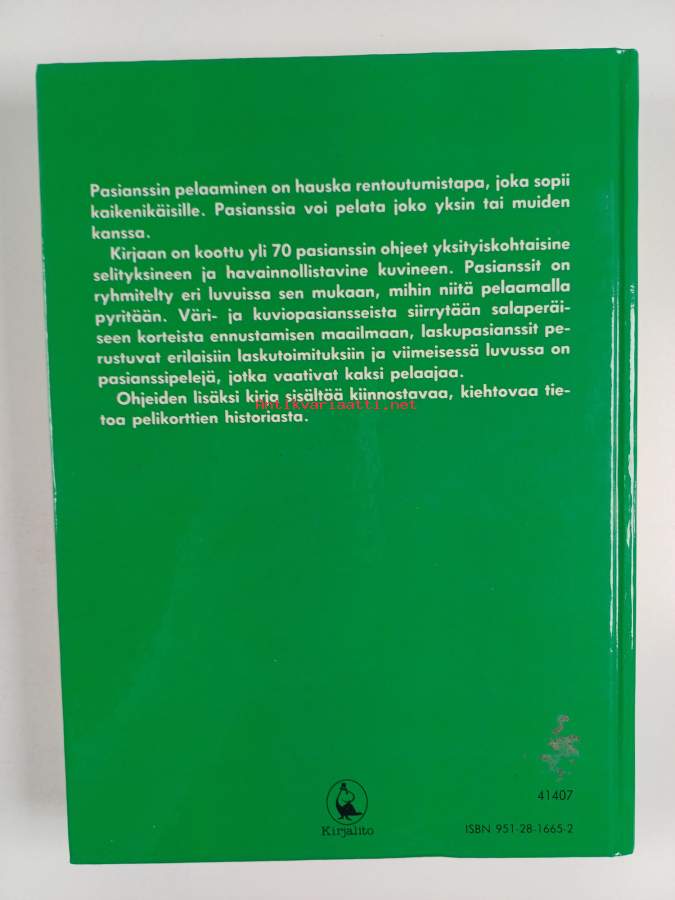 Pasianssin pelaaminen on hauska rentoutumistapa, joka sopii
kaikenikäisille. Pasianssia voi pelata joko yksin tai muiden
kanssa.
Kirjaan on koottu yli 70 pasianssin ohjeet yksityiskohtaisine
selityksineen ja havainnollistavine kuvineen. Pasianssit on
ryhmitelty eri luvuissa sen mukaan, mihin niitä pelaamalla
pyritään. Väri- ja kuviopasiansseista siirrytään salaperäi-
seen korteista ennustamisen maailmaan, laskupasianssit pe-
rustuvat erilaisiin laskutoimituksiin ja viimeisessä luvussa on
pasianssipelejä, jotka vaativat kaksi pelaajaa.
Ohjeiden lisäksi kirja sisältää kiinnostavaa, kiehtovaa tie-
Antikvariaatti.net
toa pelikorttien historiasta.
41407
Kirjalito
ISBN 951-28-1665-2